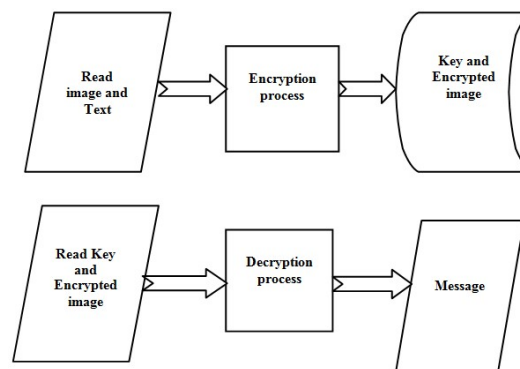 Read
image and
Text
Encryption
process
Key and
Encrypted
image
Read Key
and
Encrypted
image
Decryption
process
Message